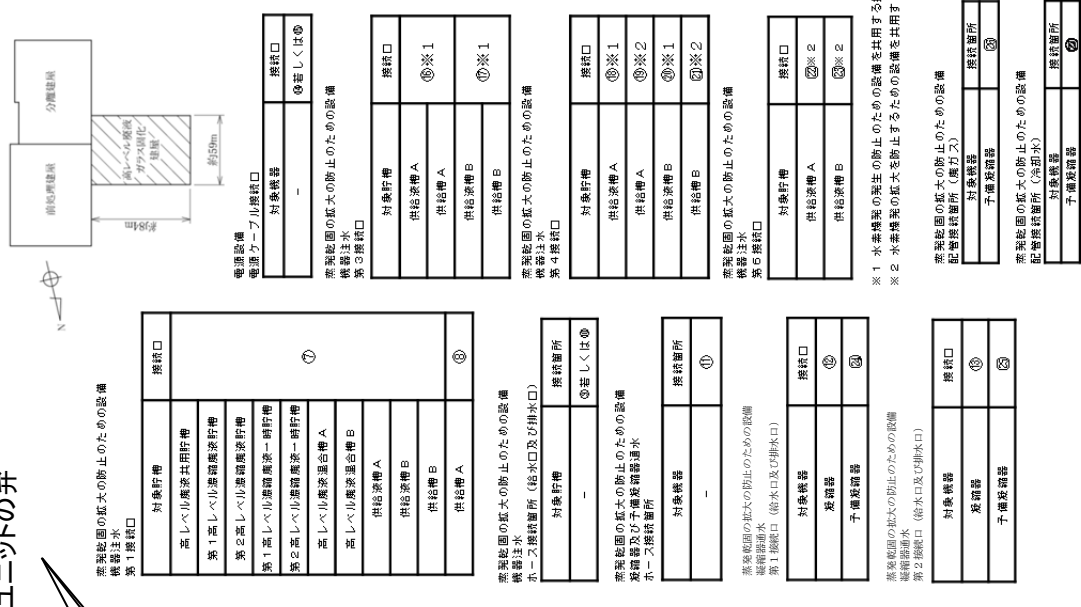 ユニットの弁
N
前処理建屋
分離建屋
高レベル廃液
ガラス固化
建屋
約84m
約59m
蒸発乾固の拡大の防止のための設備
機器注水
第１接続口
対象貯槽 接続口
高レベル廃液共用貯槽 ⑦
第１高レベル濃縮廃液貯槽
第２高レベル濃縮廃液貯槽
第１高レベル濃縮廃液一時貯槽
第２高レベル濃縮廃液一時貯槽
高レベル廃液混合槽Ａ
高レベル廃液混合槽Ｂ
供給液槽Ａ
供給液槽Ｂ
供給槽Ｂ
供給槽Ａ ⑧
蒸発乾固の拡大の防止のための設備
機器注水
ホース接続箇所（給水口及び排水口）
対象貯槽 接続箇所
－ ⑨若しくは⑩
蒸発乾固の拡大の防止のための設備
凝縮器及び予備凝縮器通水
ホース接続箇所
対象機器 接続箇所
－ ⑪
蒸発乾固の拡大の防止のための設備
凝縮器通水
第１接続口（給水口及び排水口）
対象機器 接続口
凝縮器 ⑫
予備凝縮器 ㉔
蒸発乾固の拡大の防止のための設備
凝縮器通水
第２接続口（給水口及び排水口）
対象機器 接続口
凝縮器 ⑬
予備凝縮器 ㉕
電源設備
電源ケーブル接続口
対象機器 接続口
－ ⑭若しくは⑮
蒸発乾固の拡大の防止のための設備
機器注水
第３接続口
対象貯槽 接続口
供給液槽Ａ ⑯※１
供給槽Ａ
供給液槽Ｂ ⑰※１
供給槽Ｂ
蒸発乾固の拡大の防止のための設備
機器注水
第４接続口
対象貯槽 接続口
供給液槽Ａ ⑱※１
供給槽Ａ ⑲※２
供給液槽Ｂ ⑳※１
供給槽Ｂ ㉑※２
蒸発乾固の拡大の防止のための設備
機器注水
第６接続口
対象貯槽 接続口
供給液槽Ａ ㉒※２
供給液槽Ｂ ㉓※２
※１ 水素爆発の発生の防止のための設備を共用する
※２ 水素爆発の拡大を防止するための設備を共用す
蒸発乾固の拡大の防止のための設備
配管接続箇所（廃ガス）
対象機器 接続箇所
予備凝縮器 ㉖
蒸発乾固の拡大の防止のための設備
配管接続箇所（冷却水）
対象機器 接続箇所
予備凝縮器